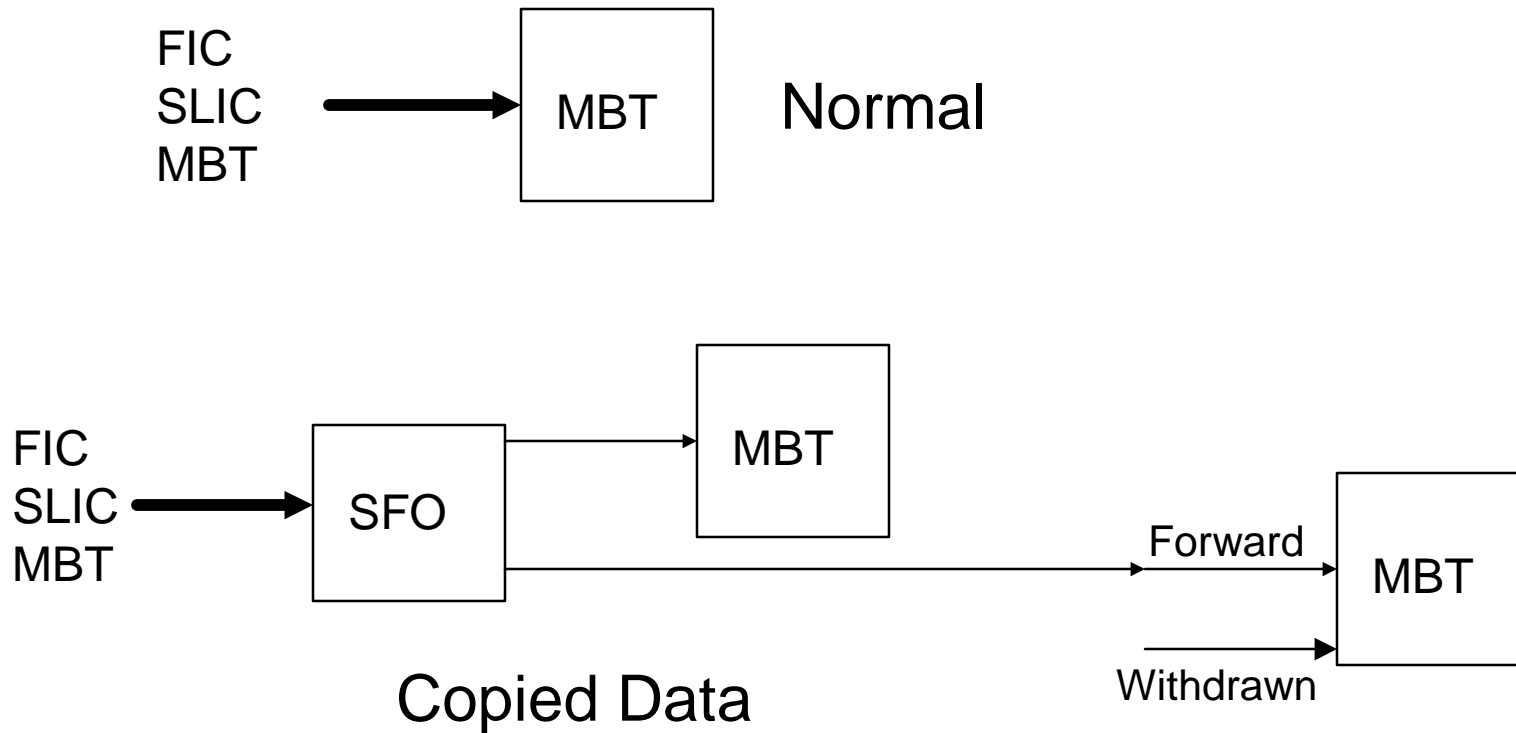 FIC
SLIC
MBT
MBT
Normal
FIC
SLIC
MBT
SFO
MBT
Forward
MBT
Withdrawn
Copied Data